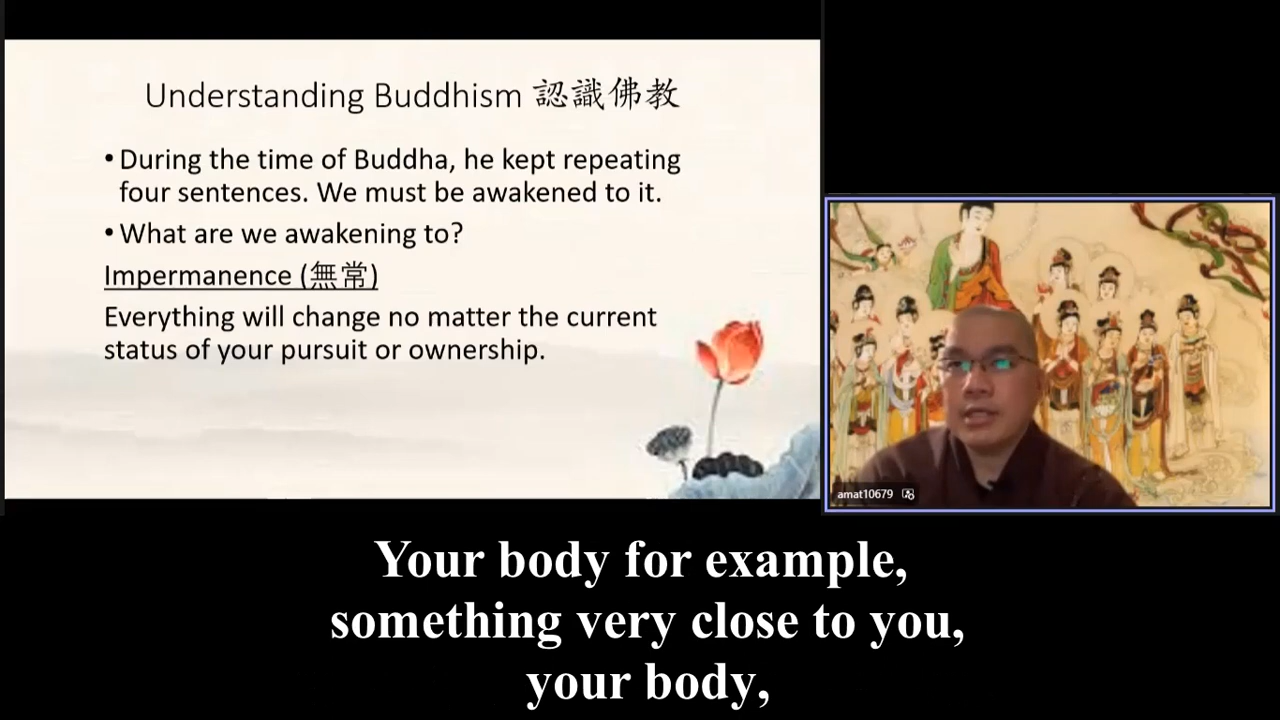 Understanding Buddhism 認識佛教
• During the time of Buddha, he kept repeating
four sentences. We must be awakened to it.
• What are we awakening to?
Impermanence (無常)
Everything will change no matter the current
status of your pursuit or ownership.
amat10679
Your body for example,
something very close to you,
your body,